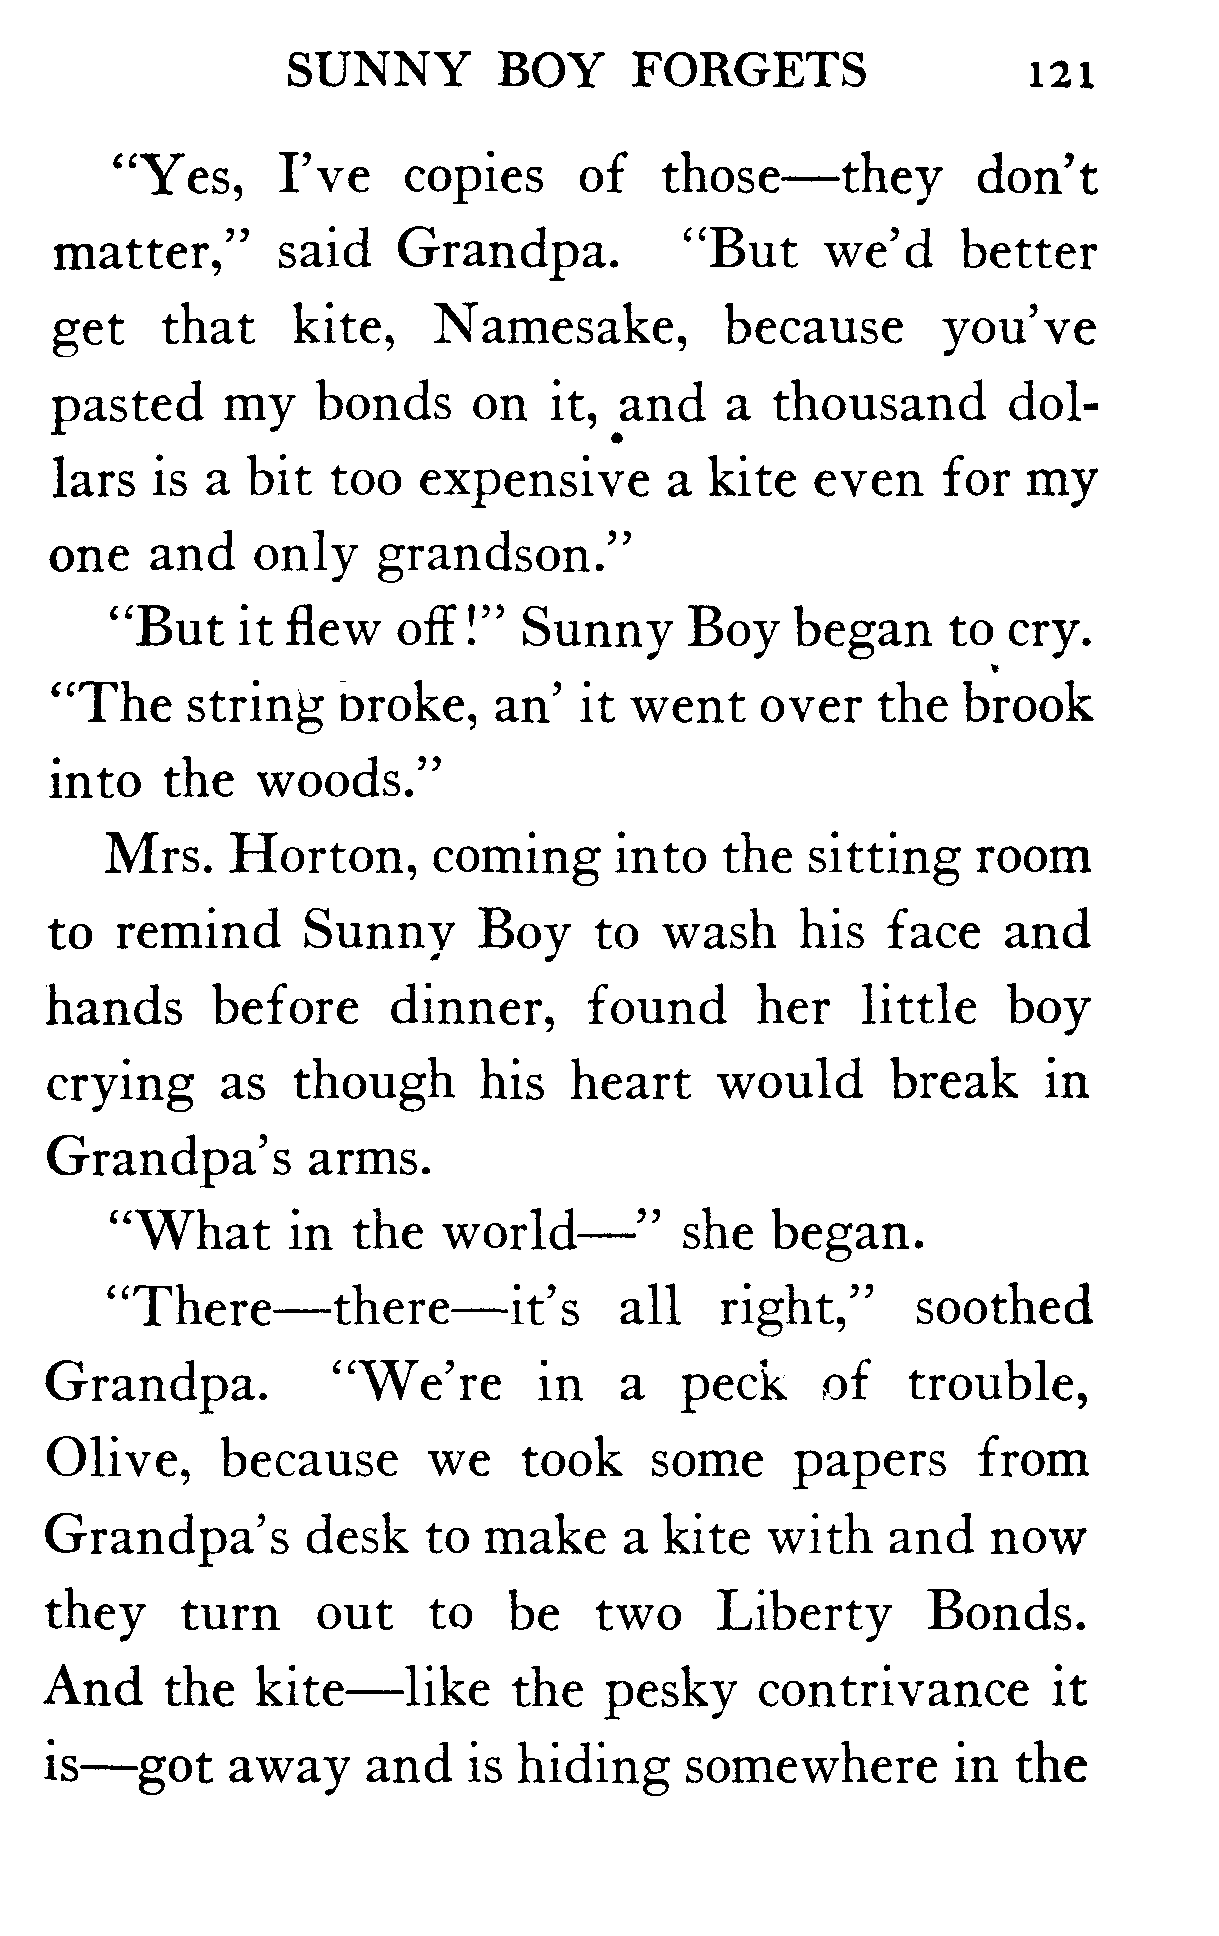 SUNNY BOY FORGETS 121
“Yes, I’ve copies of those—they don’t
matter,” said Grandpa. “But we’d better
get that kite, Namesake, because you’ve
pasted my bonds on it, and a thousand dol-
lars is a bit too expensive a kite even for my
one and only grandson.”
“But it flew off!” Sunny Boy began to cry.
“The string broke, an’ it went over the brook
into the woods.”
Mrs. Horton, coming into the sitting room
to remind Sunny Boy to wash his face and
hands before dinner, found her little boy
crying as though his heart would break in
Grandpa’s arms.
“What in the world—” she began.
“There—there—it’s all right,” soothed
Grandpa. “We’re in a peck of trouble,
Olive, because we took some papers from
Grandpa’s desk to make a kite with and now
they turn out to be two Liberty Bonds.
And the kite—like the pesky contrivance it
is—got away and is hiding somewhere in the